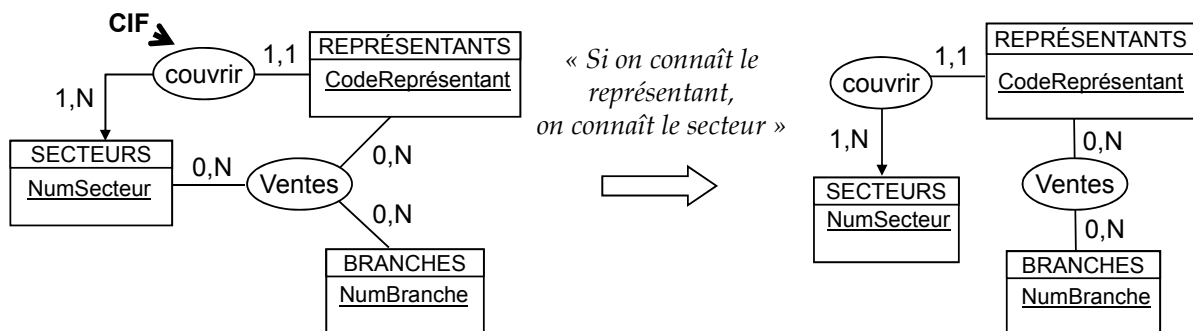 CIF
couvrir
1,1
REPRÉSENTANTS
CodeReprésentant
1,N
SECTEURS
NumSecteur
0,N
Ventes
0,N
0,N
BRANCHES
NumBranche
« Si on connaît le
représentant,
on connaît le secteur »
REPRÉSENTANTS
CodeReprésentant
1,1
couvrir
1,N
SECTEURS
NumSecteur
0,N
Ventes
0,N
BRANCHES
NumBranche